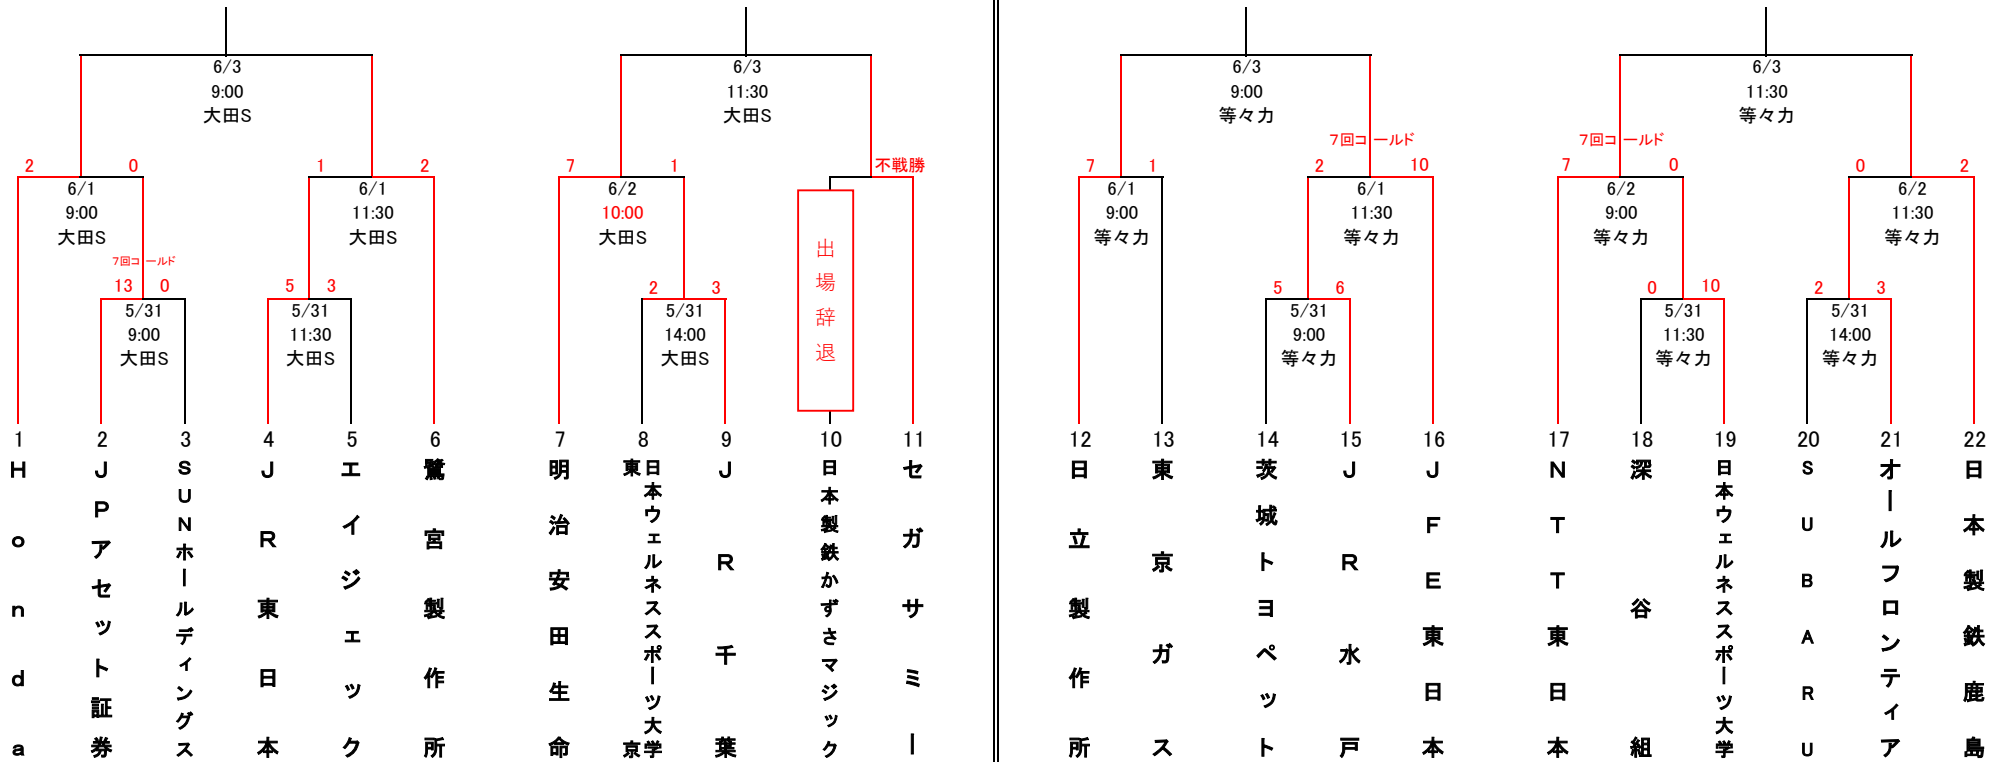 6/3
9:00
大田S
6/3
11:30
大田S
6/3
9:00
等々力
6/3
11:30
等々力
7回コールド
7回コールド
2 0
1 2
7 1
不戦勝
7 1
2 10
7 0
0 2
6/1
9:00
大田S
6/1
11:30
大田S
6/2
10:00
大田S
6/1
9:00
等々力
6/1
11:30
等々力
6/2
9:00
等々力
6/2
11:30
等々力
出場辞退
7回コールド
13 0
5 3
2 3
5 6
0 10
2 3
5/31
9:00
大田S
5/31
11:30
大田S
5/31
14:00
大田S
5/31
9:00
等々力
5/31
11:30
等々力
5/31
14:00
等々力
1
Honda
2
JPアセット証券
3
SUNホールディングス
4
JR東日本
5
エイジェック
6
鷺宮製作所
7
明治安田生命
8
日本ウェルネススポーツ大学
東京
9
JR千葉
10
日本製鉄かずさマジック
11
セガサミー
12
日立製作所
13
東京ガス
14
茨城トヨペット
15
JR水戸
16
JFE東日本
17
NTT東日本
18
深谷組
19
日本ウェルネススポーツ大学
20
SUBARU
21
オールフロンティア
22
日本製鉄鹿島